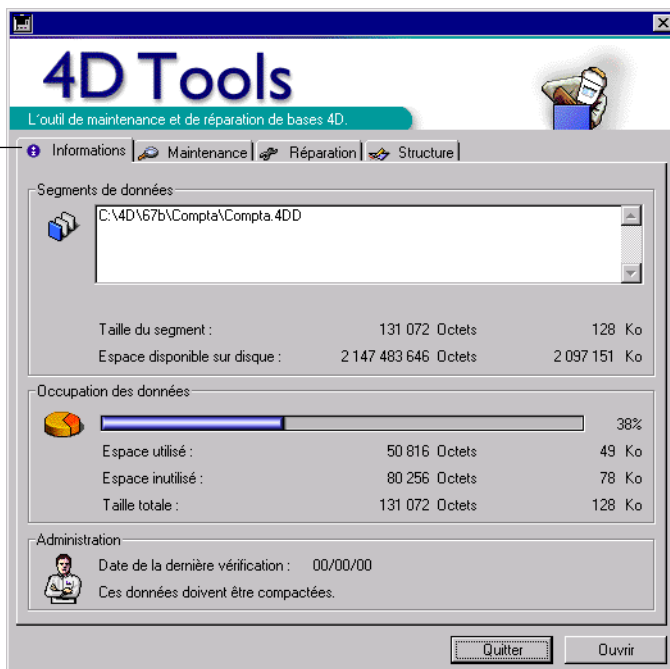 4D Tools
L'outil de maintenance et de réparation de bases 4D.
Informations Maintenance Réparation Structure
Segments de données
C:\4D\67b\Compta\Compta.4DD
Taille du segment : 131 072 Octets 128 Ko
Espace disponible sur disque : 2 147 483 646 Octets 2 097 151 Ko
Occupation des données
38%
Espace utilisé : 50 816 Octets 49 Ko
Espace inutilisé : 80 256 Octets 78 Ko
Taille totale : 131 072 Octets 128 Ko
Administration
Date de la dernière vérification : 00/00/00
Ces données doivent être compactées.
Quitter Ouvrir